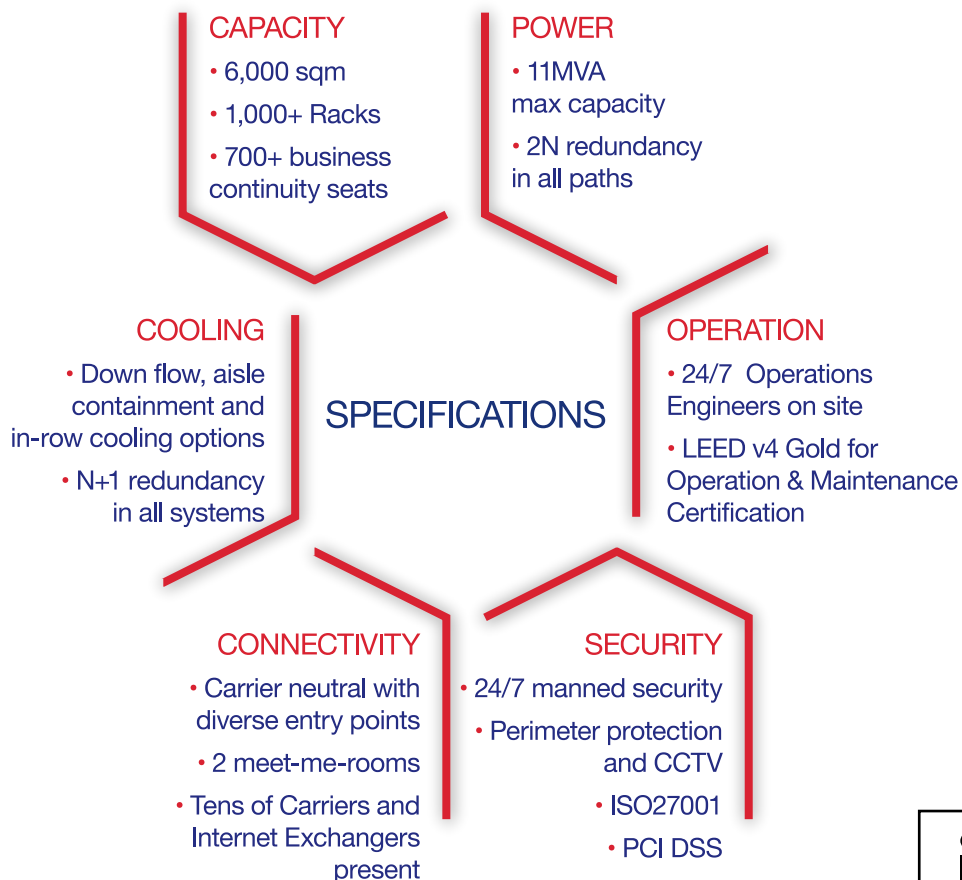 CAPACITY
• 6,000 sqm
• 1,000+ Racks
• 700+ business
continuity seats
POWER
• 11MVA
max capacity
• 2N redundancy
in all paths
COOLING
• Down flow, aisle
containment and
in-row cooling options
• N+1 redundancy
in all systems
SPECIFICATIONS
OPERATION
• 24/7 Operations
Engineers on site
• LEED v4 Gold for
Operation & Maintenance
Certification
CONNECTIVITY
• Carrier neutral with
diverse entry points
• 2 meet-me-rooms
• Tens of Carriers and
Internet Exchangers
present
SECURITY
• 24/7 manned security
• Perimeter protection
and CCTV
• ISO27001
• PCI DSS